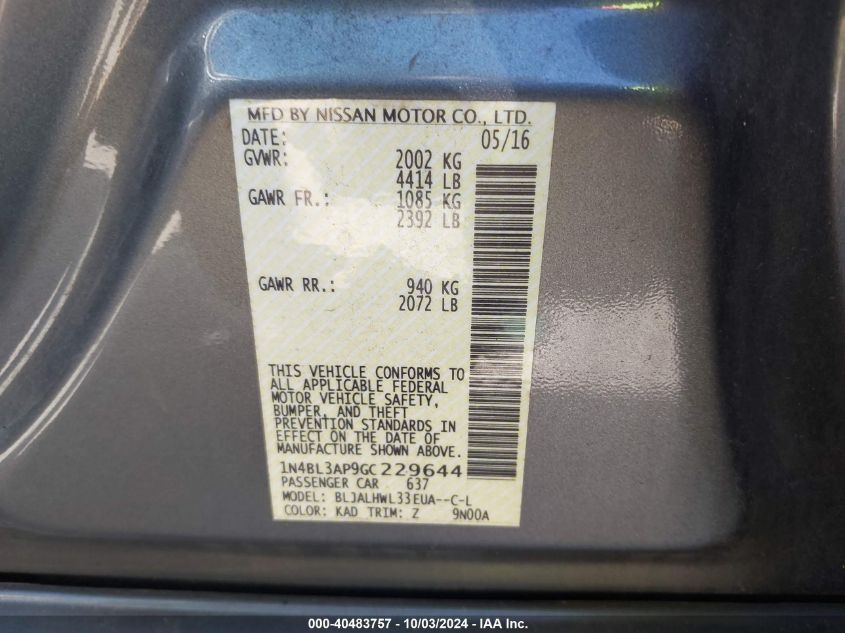 MFD BY NISSAN MOTOR CO., LTD.
DATE: 05/16
GVWR: 2002 KG
4414 LB
GAWR FR.: 1085 KG
2392 LB
GAWR RR.: 940 KG
2072 LB
THIS VEHICLE CONFORMS TO
ALL APPLICABLE FEDERAL
MOTOR VEHICLE SAFETY,
BUMPER, AND THEFT
PREVENTION STANDARDS IN
EFFECT ON THE DATE OF
MANUFACTURE SHOWN ABOVE.
1N4BL3AP9GC229644
PASSENGER CAR 637
MODEL: BLJALHWL33EUA--C-L
COLOR: KAD TRIM: Z 9N00A
000-40483757 - 10/03/2024 - IAA Inc.